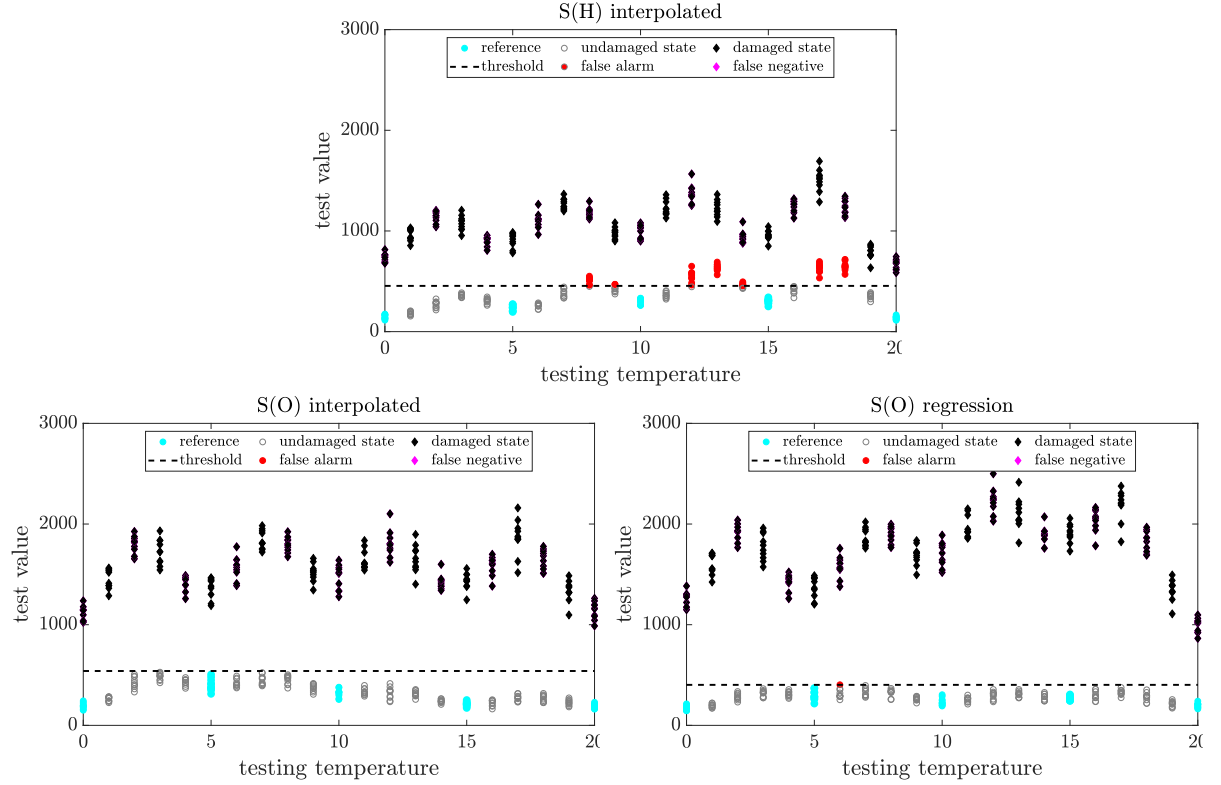 S(H) interpolated
3000
reference undamaged state damaged state
threshold false alarm false negative
2000
test value
1000
0
0 5 10 15 20
testing temperature
S(O) interpolated
3000
reference undamaged state damaged state
threshold false alarm false negative
2000
test value
1000
0
0 5 10 15 20
testing temperature
S(O) regression
3000
reference undamaged state damaged state
threshold false alarm false negative
2000
test value
1000
0
0 5 10 15 20
testing temperature